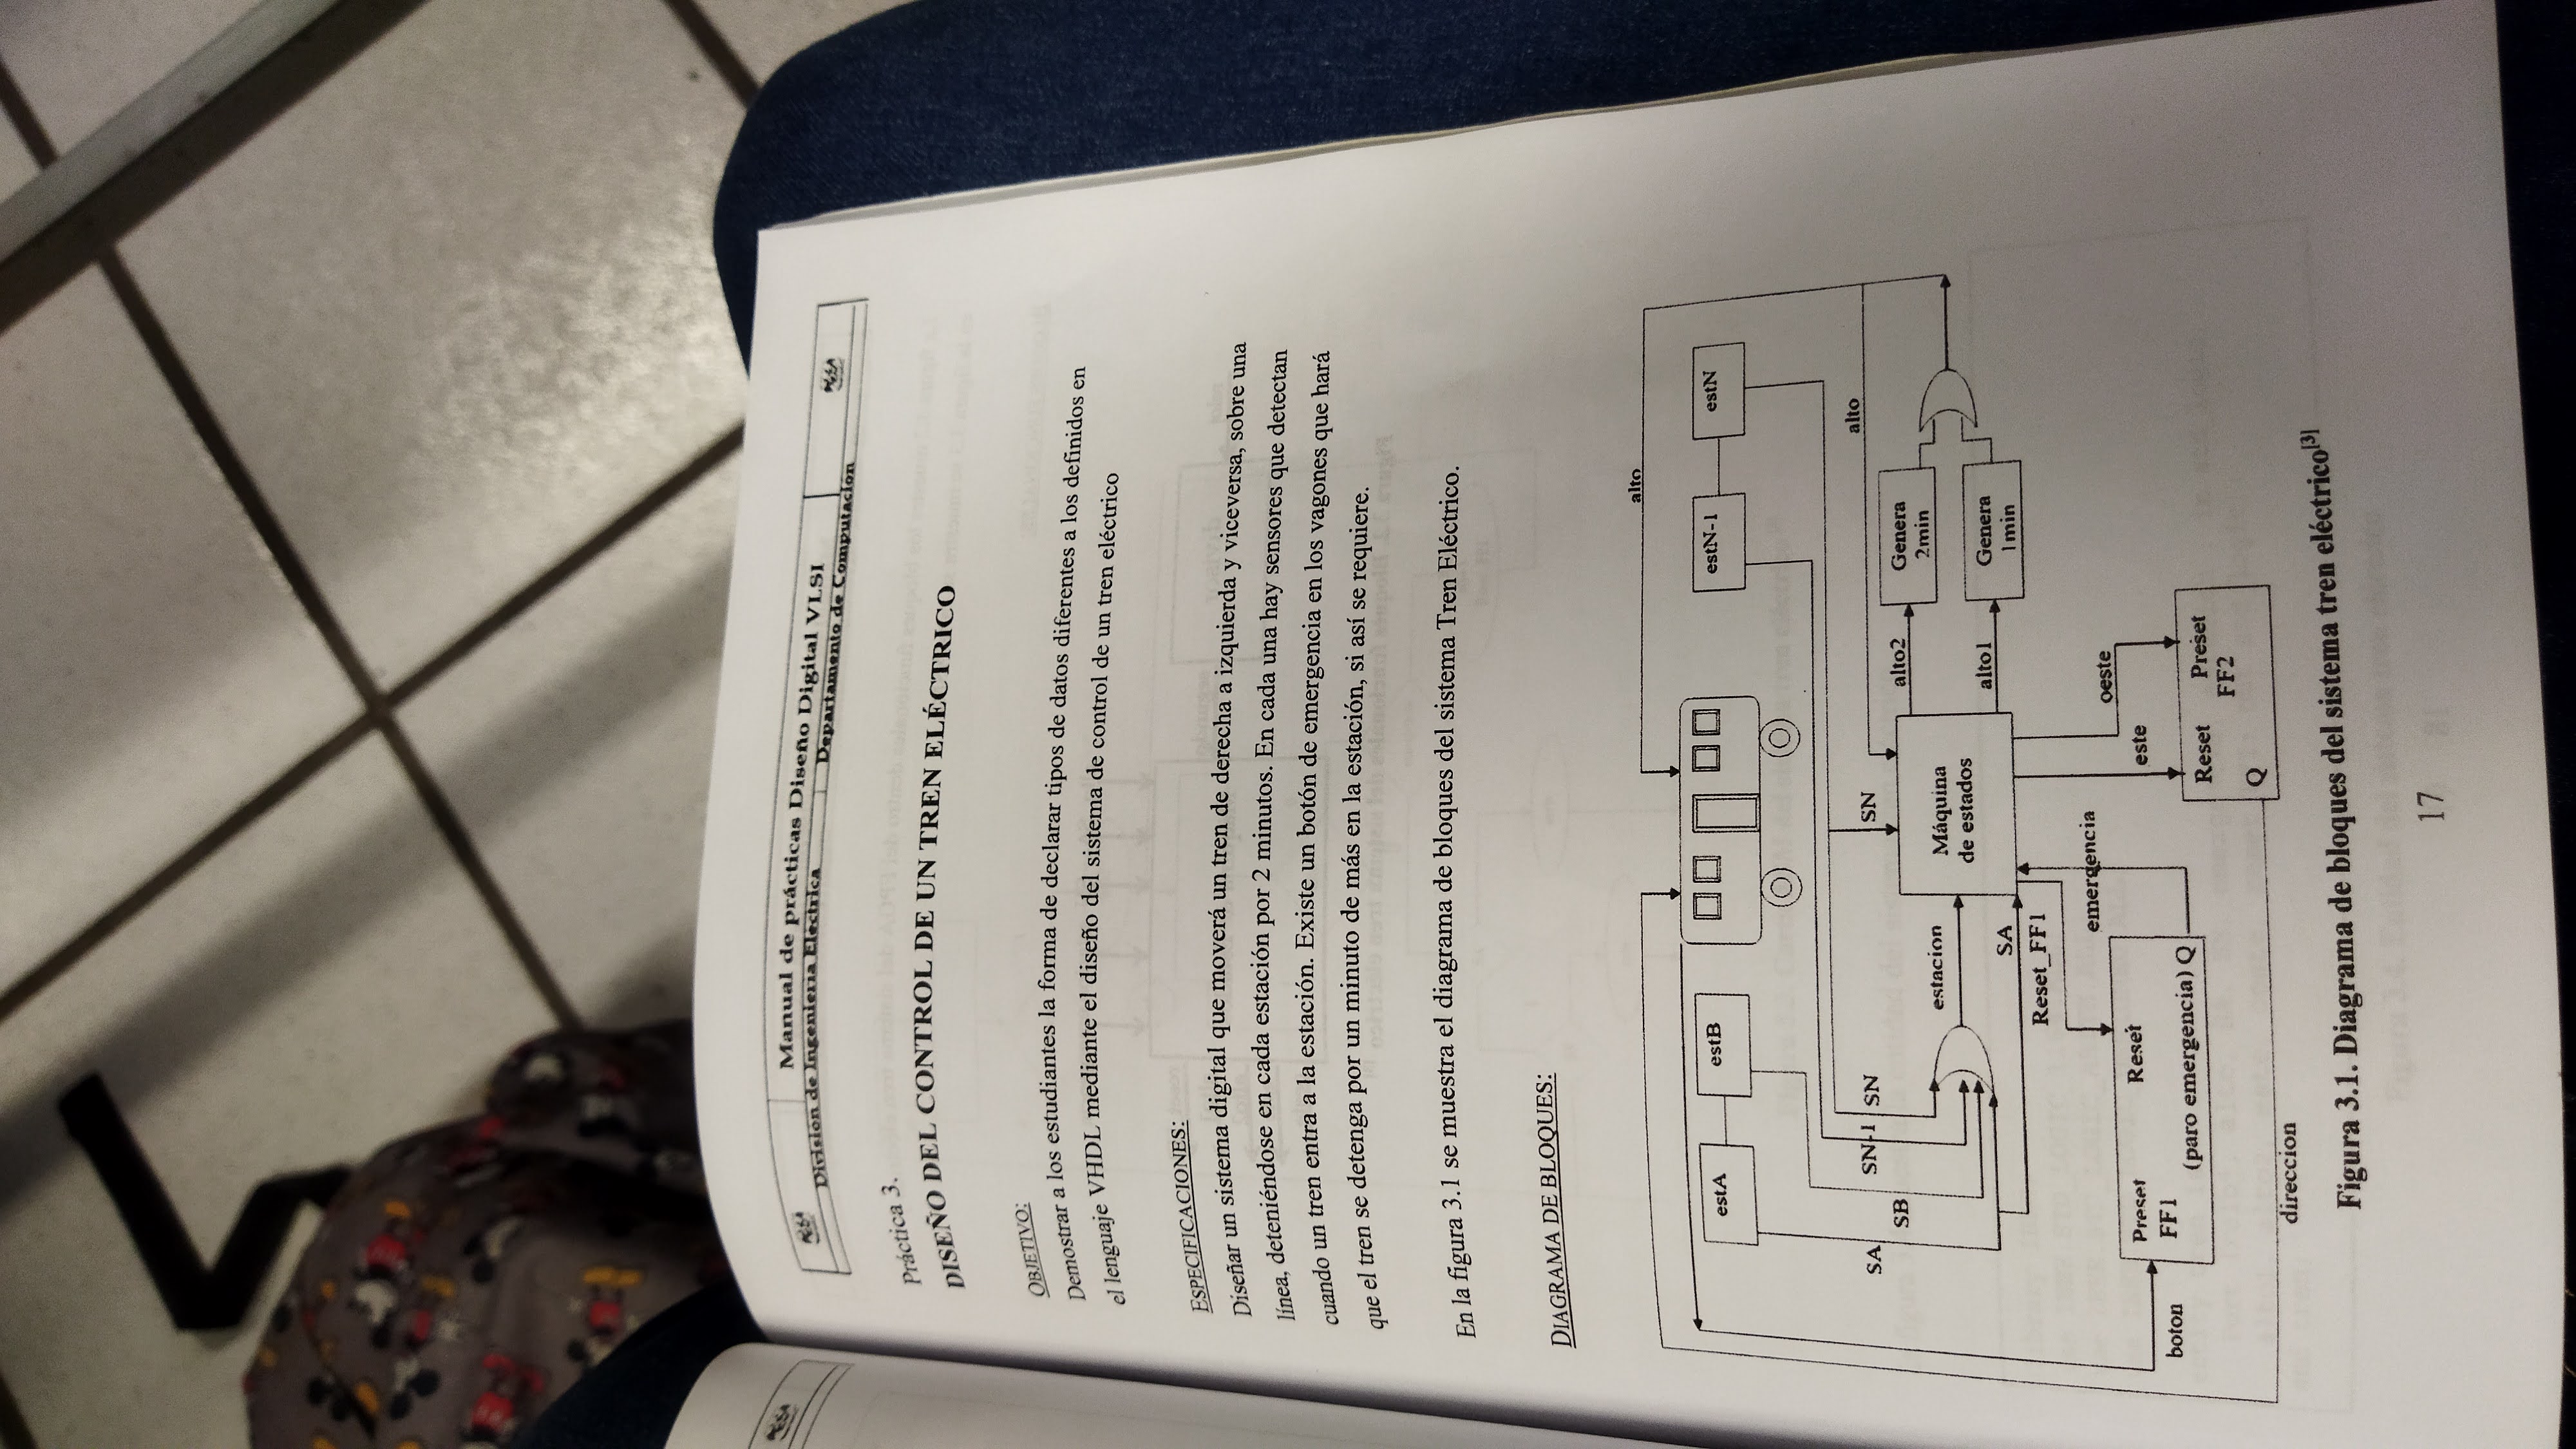 Manual de prácticas Diseño Digital VLSI
División de Ingeniería Eléctrica
Departamento de Computación
Práctica 3.
DISEÑO DEL CONTROL DE UN TREN ELÉCTRICO
OBJETIVO:
Demostrar a los estudiantes la forma de declarar tipos de datos diferentes a los definidos en
el lenguaje VHDL mediante el diseño del sistema de control de un tren eléctrico
ESPECIFICACIONES:
Diseñar un sistema digital que moverá un tren de derecha a izquierda y viceversa, sobre una
línea, deteniéndose en cada estación por 2 minutos. En cada una hay sensores que detectan
cuando un tren entra a la estación. Existe un botón de emergencia en los vagones que hará
que el tren se detenga por un minuto de más en la estación, si así se requiere.
En la figura 3.1 se muestra el diagrama de bloques del sistema Tren Eléctrico.
DIAGRAMA DE BLOQUES:
alto
estA
estB
estN-1
estN
SA
SB
SN-1
SN
SN
alto
estacion
Máquina
de estados
alto2
Genera
2min
alto1
Genera
1min
SA
Reset_FF1
emergencia
oeste
este
boton
Preset
Reset
FF1
(paro emergencia) Q
Reset
Preset
FF2
Q
direccion
Figura 3.1. Diagrama de bloques del sistema tren eléctrico[3]
17